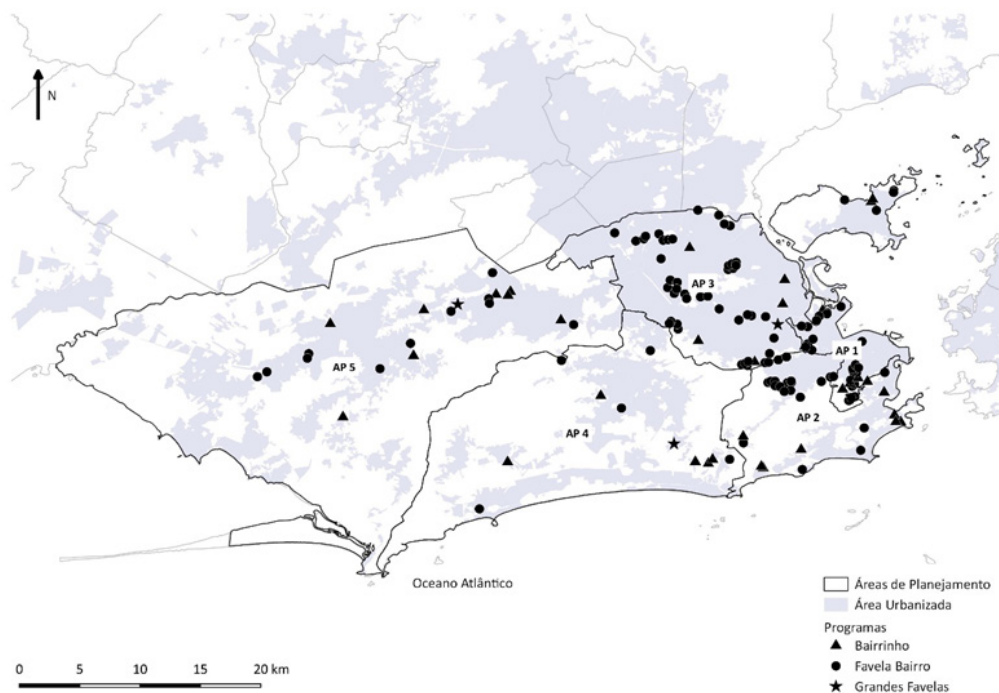 N
AP 3
AP 1
AP 5
AP 2
AP 4
Oceano Atlântico
Áreas de Planejamento
Área Urbanizada
Programas
Bairrinho
Favela Bairro
Grandes Favelas
0 5 10 15 20 km